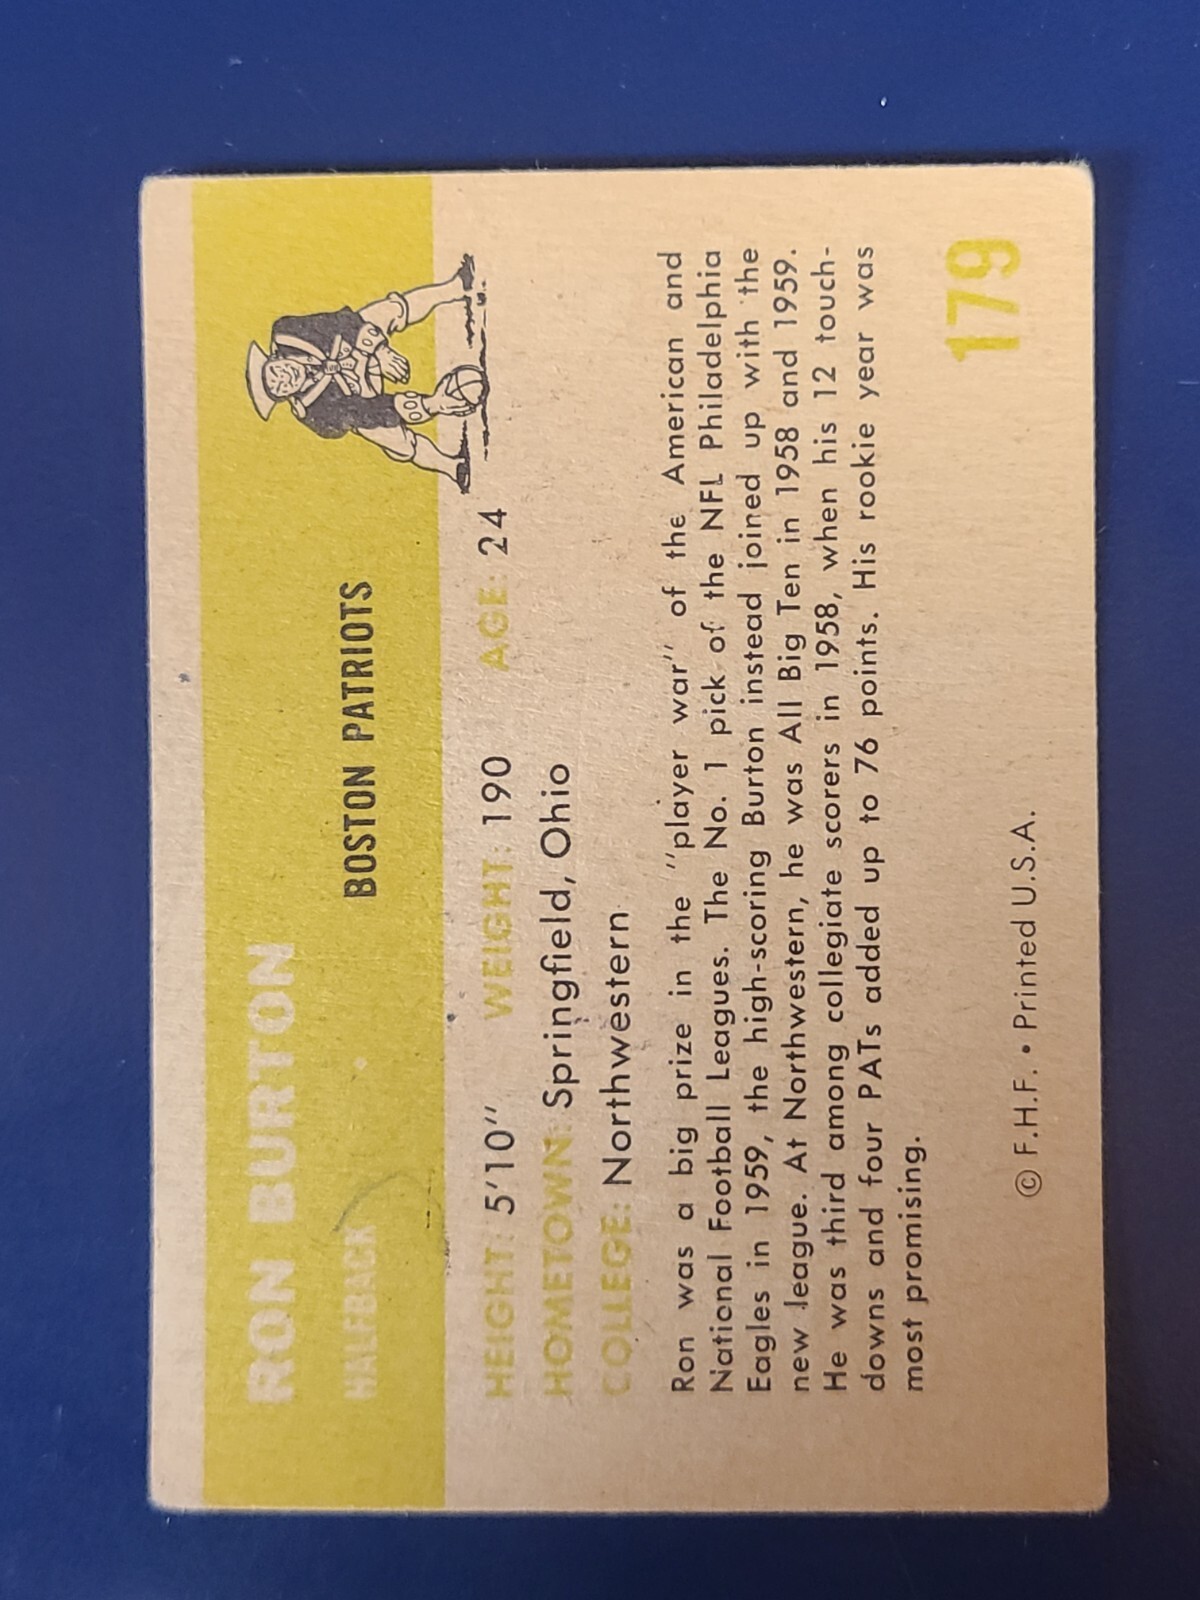 RON BURTON
HALFBACK
BOSTON PATRIOTS
HEIGHT: 5'10" WEIGHT: 190 AGE: 24
HOMETOWN: Springfield, Ohio
COLLEGE: Northwestern
Ron was a big prize in the "player war" of the American and
National Football Leagues. The No. 1 pick of the NFL Philadelphia
Eagles in 1959, the high-scoring Burton instead joined up with the
new league. At Northwestern, he was All Big Ten in 1958 and 1959.
He was third among collegiate scorers in 1958, when his 12 touch-
downs and four PATs added up to 76 points. His rookie year was
most promising.
179
© F.H.F. • Printed U.S.A.